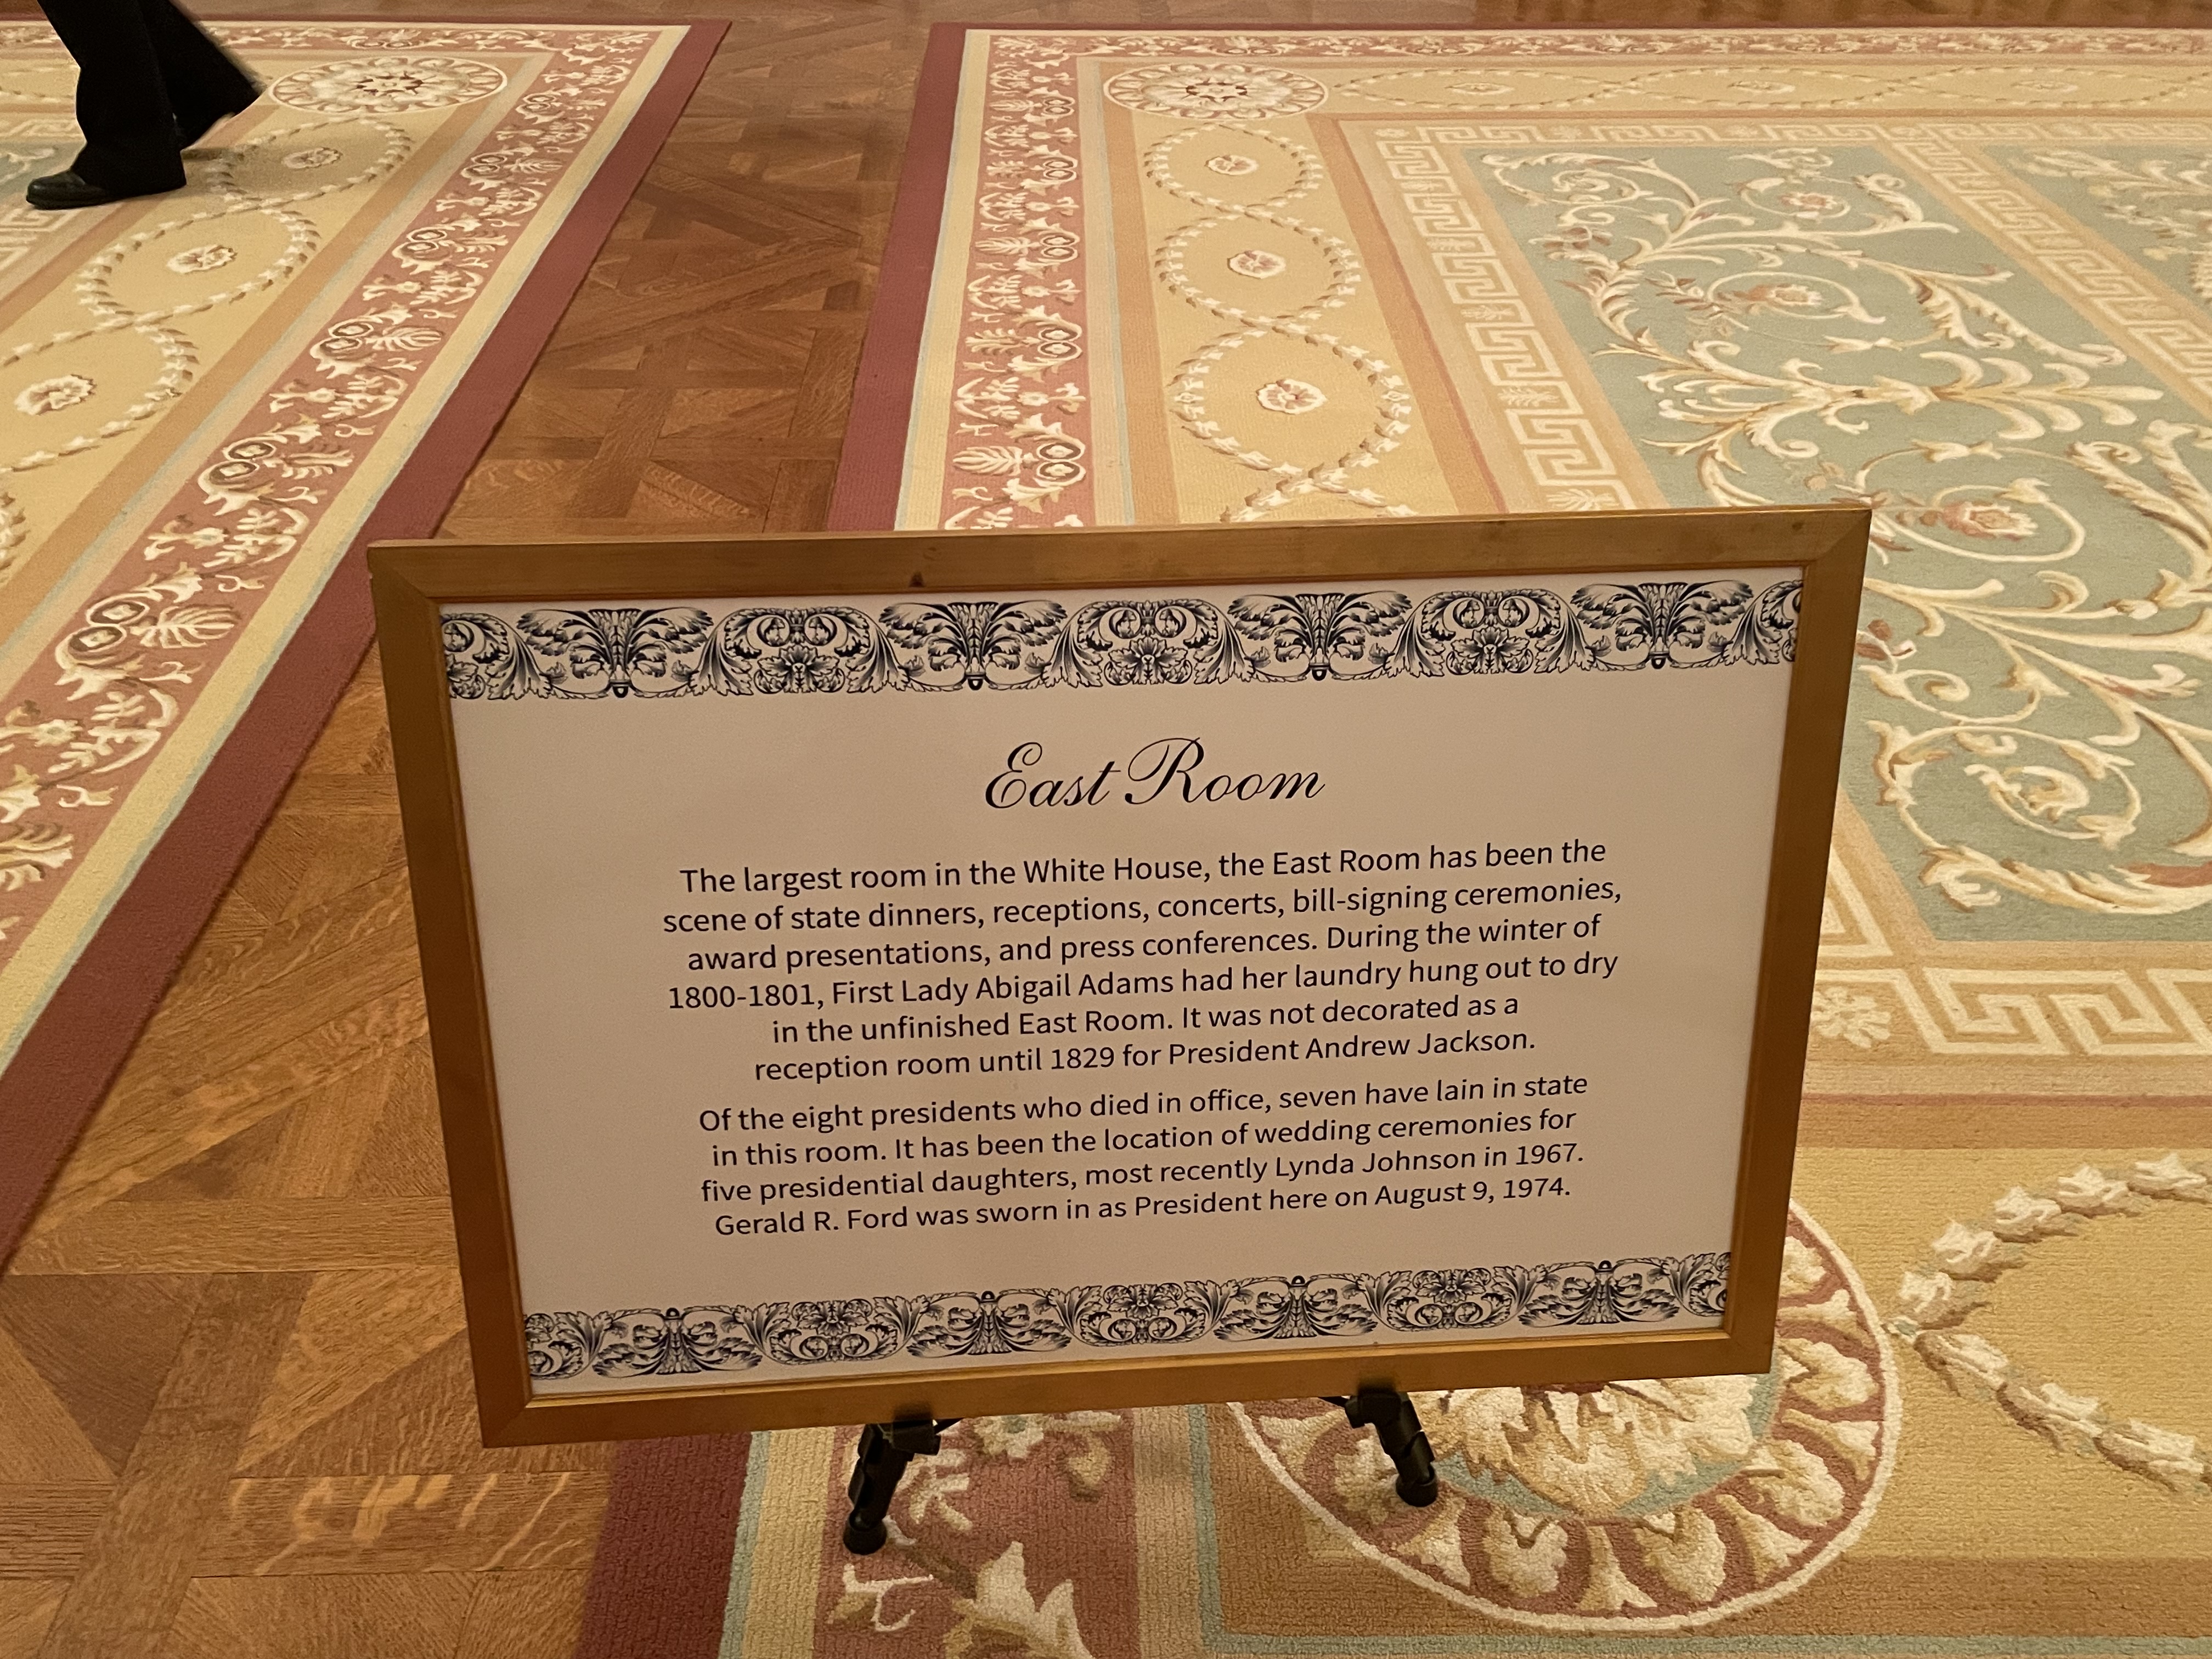 East Room
The largest room in the White House, the East Room has been the
scene of state dinners, receptions, concerts, bill-signing ceremonies,
award presentations, and press conferences. During the winter of
1800-1801, First Lady Abigail Adams had her laundry hung out to dry
in the unfinished East Room. It was not decorated as a
reception room until 1829 for President Andrew Jackson.
Of the eight presidents who died in office, seven have lain in state
in this room. It has been the location of wedding ceremonies for
five presidential daughters, most recently Lynda Johnson in 1967.
Gerald R. Ford was sworn in as President here on August 9, 1974.